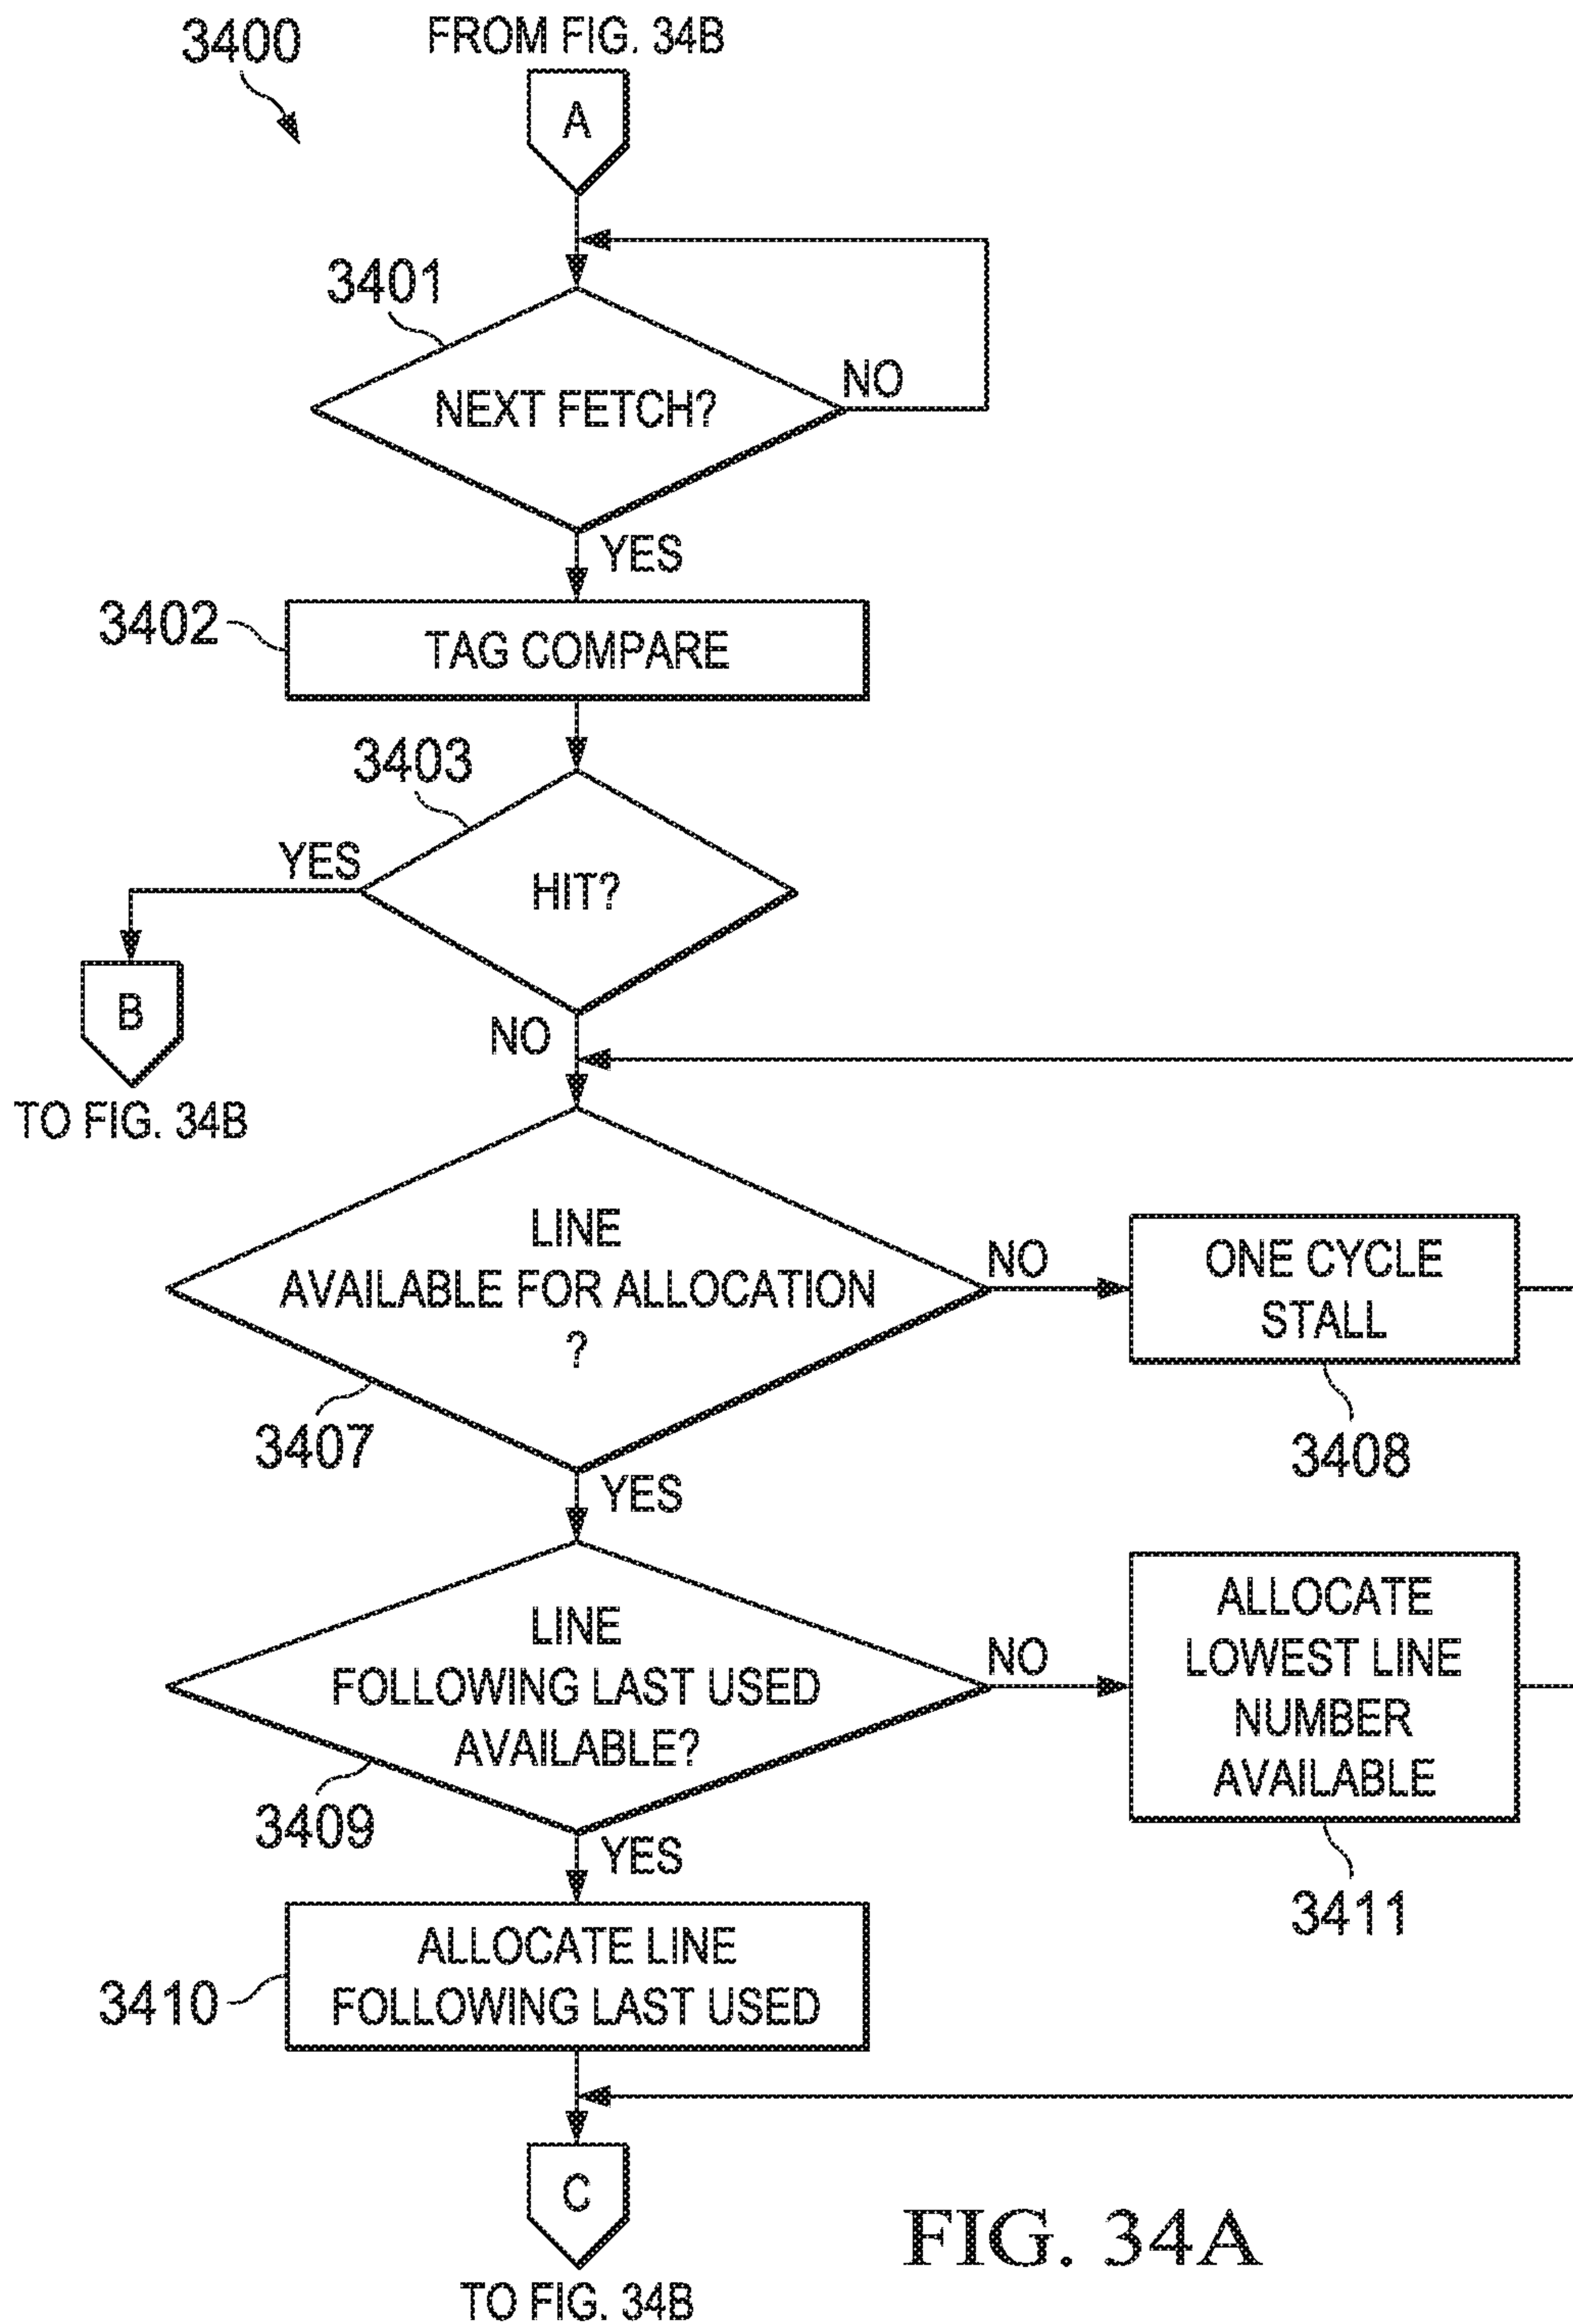 3400
FROM FIG. 34B
A
3401
NEXT FETCH?
NO
YES
3402
TAG COMPARE
3403
YES
HIT?
B
NO
TO FIG. 34B
LINE
AVAILABLE FOR ALLOCATION
?
NO
ONE CYCLE
STALL
3407
3408
YES
LINE
FOLLOWING LAST USED
AVAILABLE?
NO
ALLOCATE
LOWEST LINE
NUMBER
AVAILABLE
3409
YES
3411
3410
ALLOCATE LINE
FOLLOWING LAST USED
C
TO FIG. 34B
FIG. 34A